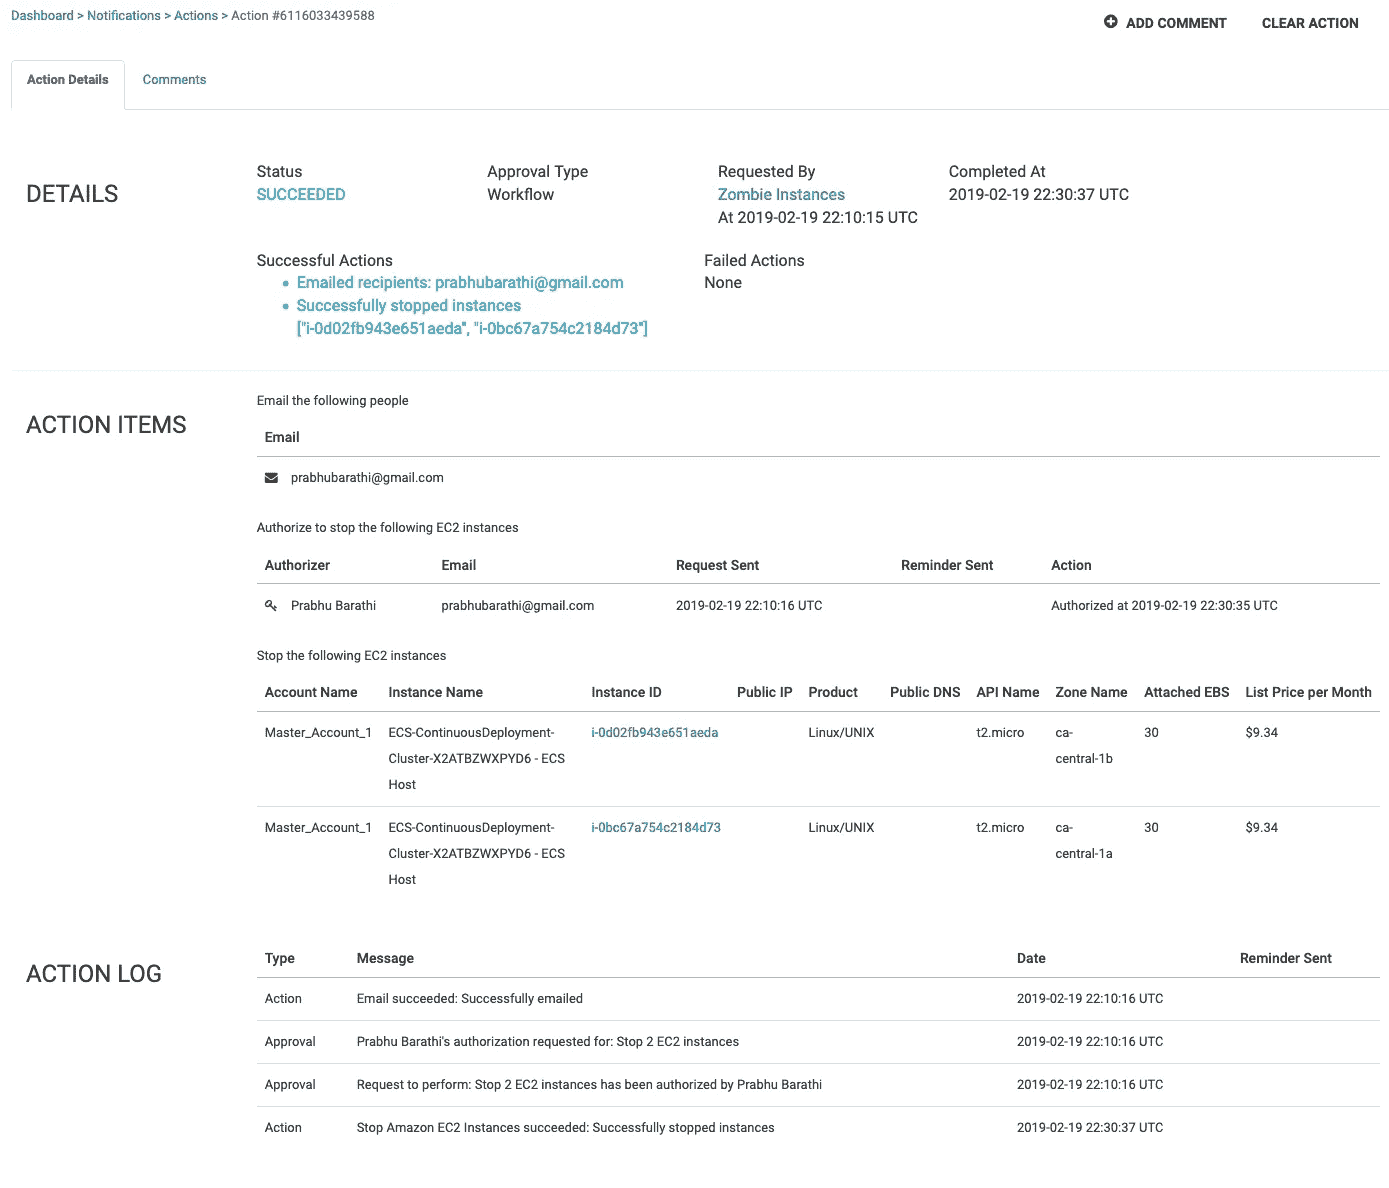 Dashboard > Notifications > Actions > Action #6116033439588
ADD COMMENT CLEAR ACTION
Action Details Comments
DETAILS
Status Approval Type Requested By Completed At
SUCCEEDED Workflow Zombie Instances 2019-02-19 22:30:37 UTC
At 2019-02-19 22:10:15 UTC
Successful Actions Failed Actions
Emailed recipients: prabhubarathi@gmail.com None
Successfully stopped instances
["i-0d02fb943e651aeda", "i-0bc67a754c2184d73"]
ACTION ITEMS
Email the following people
Email
prabhubarathi@gmail.com
Authorize to stop the following EC2 instances
Authorizer Email Request Sent Reminder Sent Action
Prabhu Barathi prabhubarathi@gmail.com 2019-02-19 22:10:16 UTC Authorized at 2019-02-19 22:30:35 UTC
Stop the following EC2 instances
Account Name Instance Name Instance ID Public IP Product Public DNS API Name Zone Name Attached EBS List Price per Month
Master_Account_1 ECS-ContinuousDeployment- i-0d02fb943e651aeda Linux/UNIX t2.micro ca- 30 $9.34
Cluster-X2ATBZWXPYD6 - ECS central-1b
Host
Master_Account_1 ECS-ContinuousDeployment- i-0bc67a754c2184d73 Linux/UNIX t2.micro ca- 30 $9.34
Cluster-X2ATBZWXPYD6 - ECS central-1a
Host
ACTION LOG
Type Message Date Reminder Sent
Action Email succeeded: Successfully emailed 2019-02-19 22:10:16 UTC
Approval Prabhu Barathi's authorization requested for: Stop 2 EC2 instances 2019-02-19 22:10:16 UTC
Approval Request to perform: Stop 2 EC2 instances has been authorized by Prabhu Barathi 2019-02-19 22:10:16 UTC
Action Stop Amazon EC2 Instances succeeded: Successfully stopped instances 2019-02-19 22:30:37 UTC